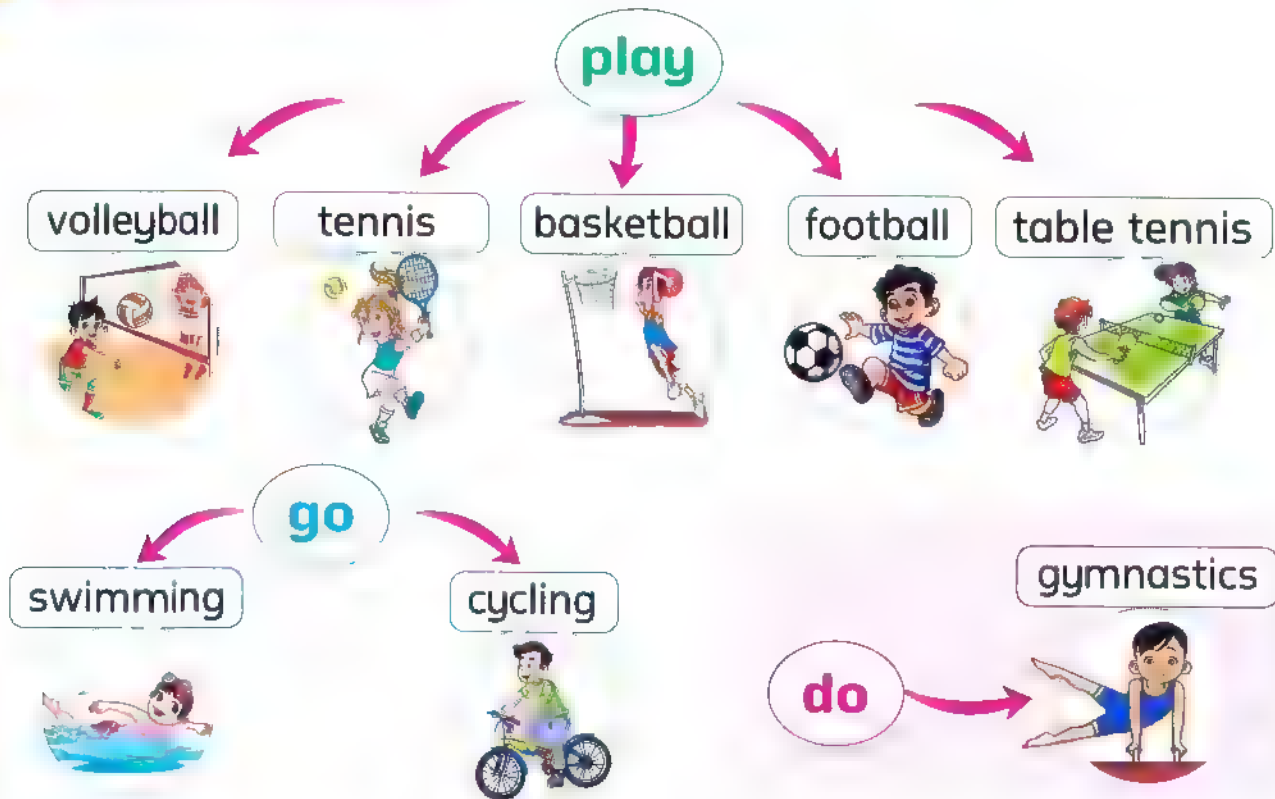 play
volleyball
tennis
basketball
football
table tennis
go
swimming
cycling
gymnastics
do